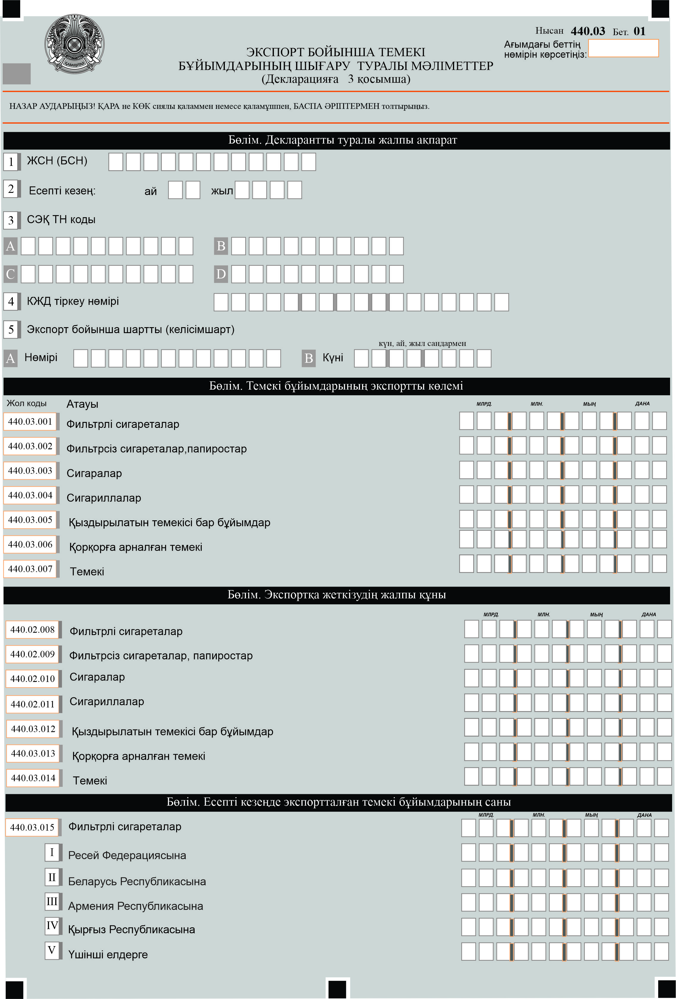 Нысан 440.03 Бет. 01
Ағымдағы беттің
нөмірін көрсетіңіз:
ҚАЗАҚСТАН
ЭКСПОРТ БОЙЫНША ТЕМЕКІ
БҰЙЫМДАРЫНЫҢ ШЫҒАРУ ТУРАЛЫ МӘЛІМЕТТЕР
(Декларацияға 3 қосымша)
НАЗАР АУДАРЫҢЫЗ! ҚАРА не КӨК сиялы қаламмен немесе қаламұшпен, БАСПА ӘРІПТЕРМЕН толтырыңыз.
Бөлім. Декларантты туралы жалпы ақпарат
1 ЖСН (БСН)
2 Есепті кезең: ай жыл
3 СЭҚ ТН коды
A B
C D
4 КЖД тіркеу нөмірі
5 Экспорт бойынша шартты (келісімшарт)
күн, ай, жыл сандармен
A Нөмірі B Күні
Бөлім. Темекі бұйымдарының экспортты көлемі
Жол коды Атауы МЛРД. МЛН. МЫҢ ДАНА
440.03.001 Фильтрлі сигареталар
440.03.002 Фильтрсіз сигареталар,папиростар
440.03.003 Сигаралар
440.03.004 Сигариллалар
440.03.005 Қыздырылатын темекісі бар бұйымдар
440.03.006 Қорқорға арналған темекі
440.03.007 Темекі
Бөлім. Экспортқа жеткізудің жалпы құны
МЛРД. МЛН. МЫҢ ДАНА
440.02.008 Фильтрлі сигареталар
440.02.009 Фильтрсіз сигареталар, папиростар
440.02.010 Сигаралар
440.02.011 Сигариллалар
440.03.012 Қыздырылатын темекісі бар бұйымдар
440.03.013 Қорқорға арналған темекі
440.03.014 Темекі
Бөлім. Есепті кезеңде экспортталған темекі бұйымдарының саны
МЛРД. МЛН. МЫҢ ДАНА
440.03.015 Фильтрлі сигареталар
I Ресей Федерациясына
II Беларусь Республикасына
III Армения Республикасына
IV Қырғыз Республикасына
V Үшінші елдерге